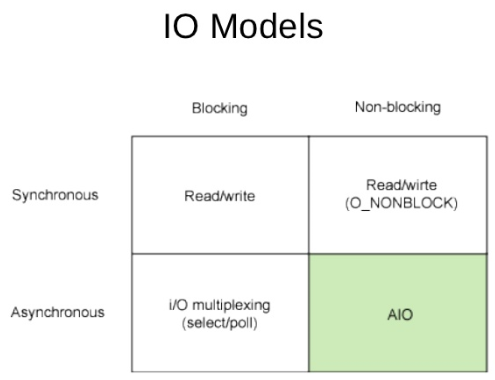 IO Models
Blocking
Non-blocking
Synchronous
Read/write
Read/wirte
(O_NONBLOCK)
Asynchronous
i/O multiplexing
(select/poll)
AIO